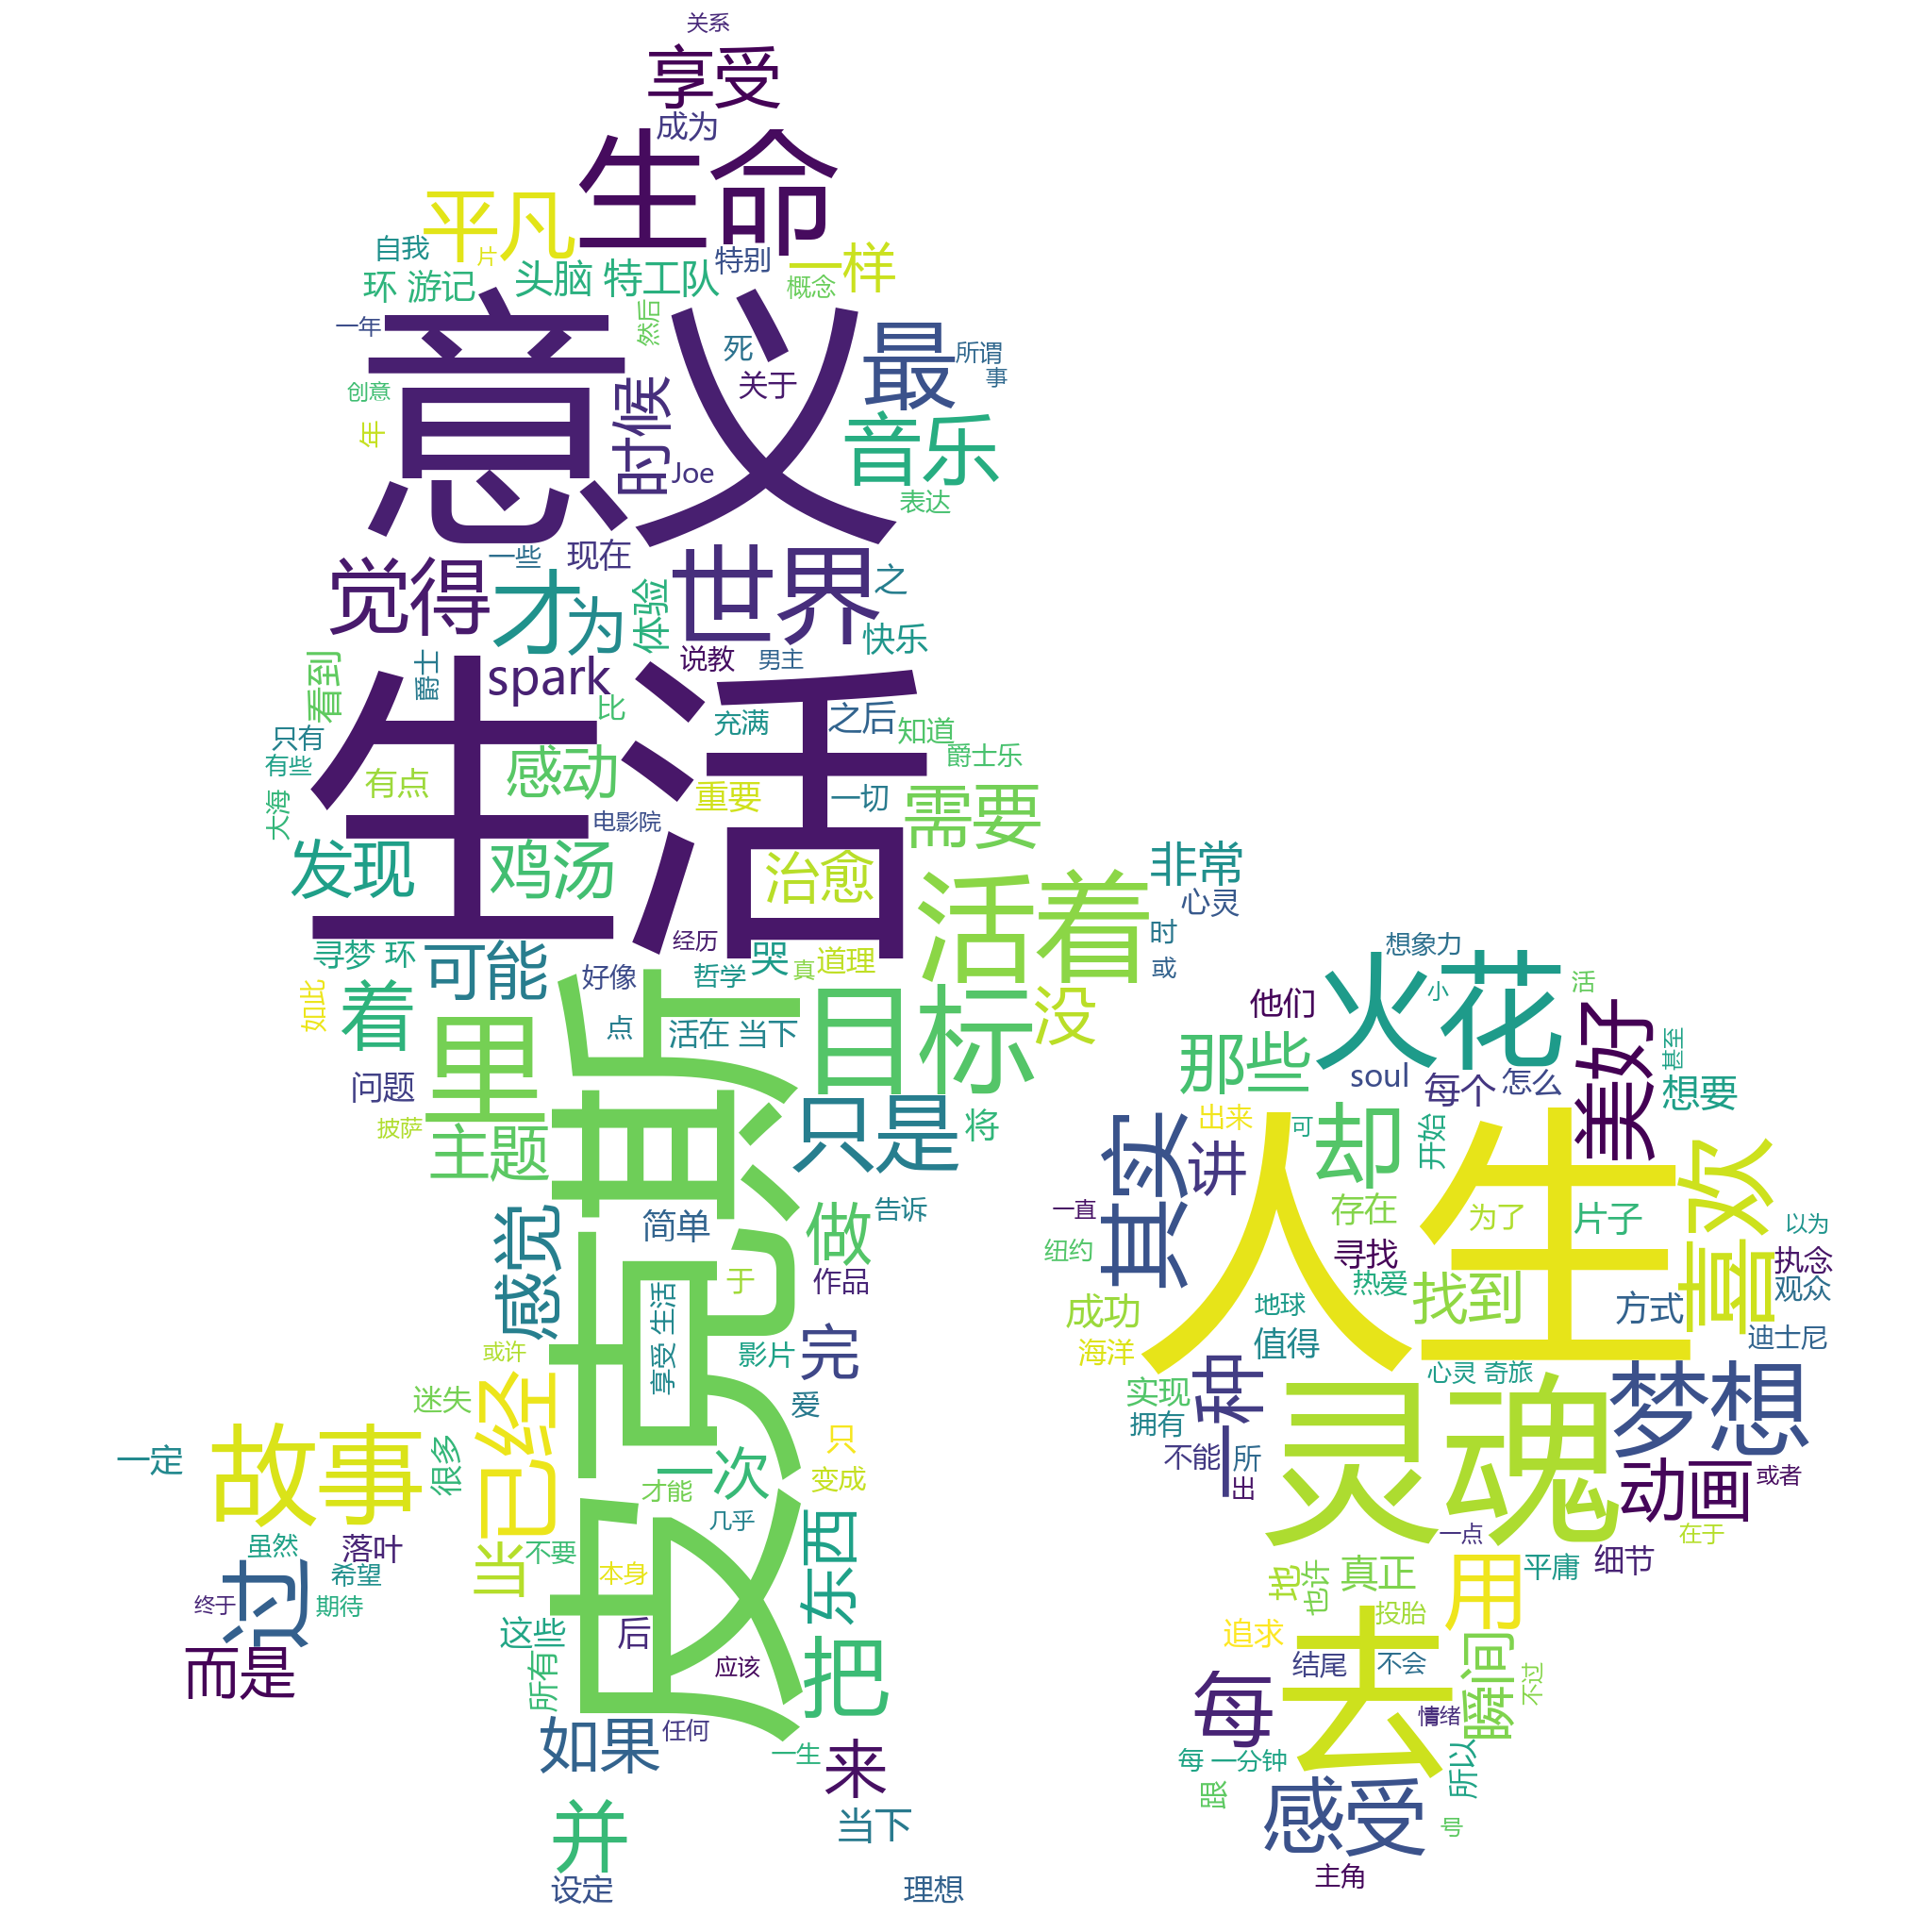 关系
享受
成为
生命
平凡
自我
片
特别
一样
环 游记
头脑 特工队
概念
意义
一年
然后
死
关于
最
所谓
事
创意
年
时候
Joe
音乐
表达
觉得
一些
现在
才
为
体验
世界
之
快乐
说教
男主
看到
爵士
spark
比
生活
充满
之后
知道
爵士乐
只有
有些
大海
有点
感动
电影院
重要
一切
需要
发现
鸡汤
治愈
活着
非常
心灵
时
或
寻梦 环
可能
经历
哭
真
道理
如此
着
好像
哲学
点
活在 当下
目标
没
里
皮克斯
问题
披萨
主题
只是
将
感觉
简单
做
告诉
于
作品
享受 生活
影片
完
或许
爱
迷失
已经
一次
只
变成
才能
几乎
故事
一定
很多
虽然
落叶
希望
期待
过
终于
而是
当
不要
本身
东西
这些
后
应该
把
所有
如果
任何
一生
来
并
当下
设定
理想
想象力
火花
小
活
他们
那些
soul
每个
怎么
美好
甚至
想要
出来
可
却
开始
其实
讲
人生
喜欢
存在
为了
片子
以为
一直
纽约
寻找
执念
热爱
找到
观众
地球
方式
成功
值得
海洋
迪士尼
一种
心灵 奇旅
实现
拥有
灵魂
梦想
不能
所
出
动画
或者
一点
在于
地
也许
真正
用
平庸
细节
投胎
追求
去
结尾
不会
瞬间
不过
每
情绪
每 一分钟
所以
跟
感受
号
主角